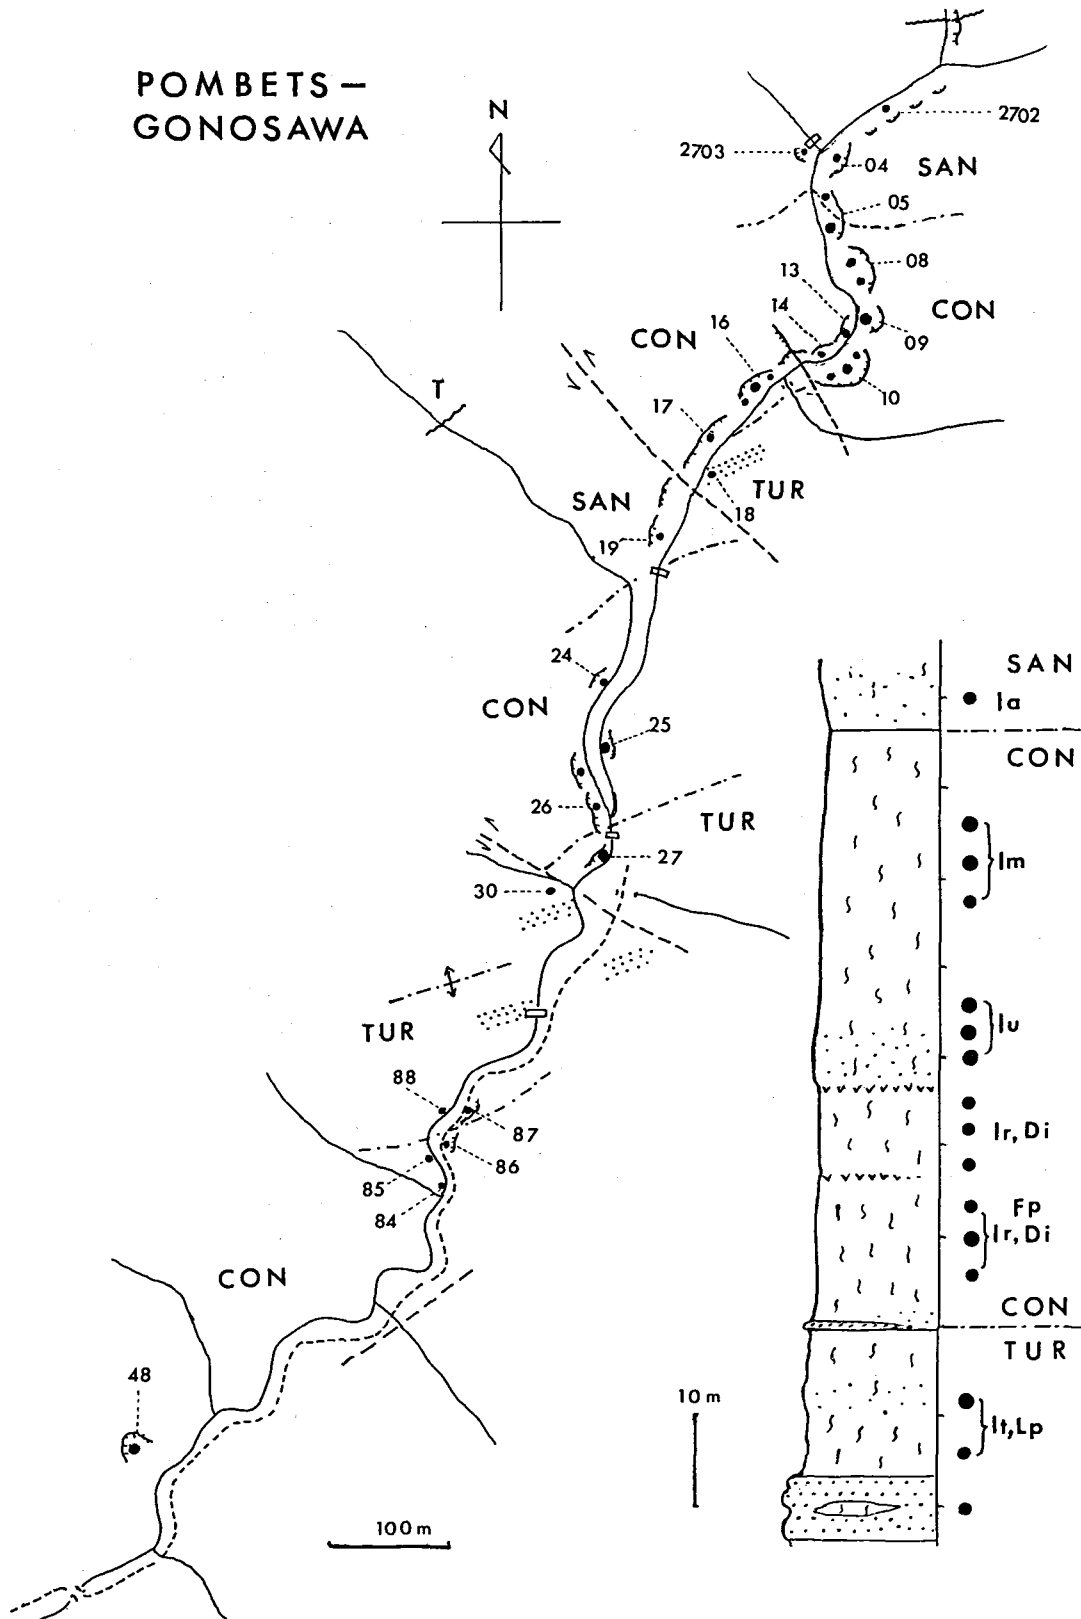 POMBETS –
GONOSAWA
N
2702
2703
04
SAN
05
08
13
14
16
CON
CON
09
10
T
17
SAN
TUR
18
19
24
CON
25
26
TUR
27
30
TUR
88
87
86
85
84
CON
48
100 m
SAN
Ia
CON
Im
Iu
Ir, Di
Fp
Ir, Di
CON
TUR
It, Lp
10 m